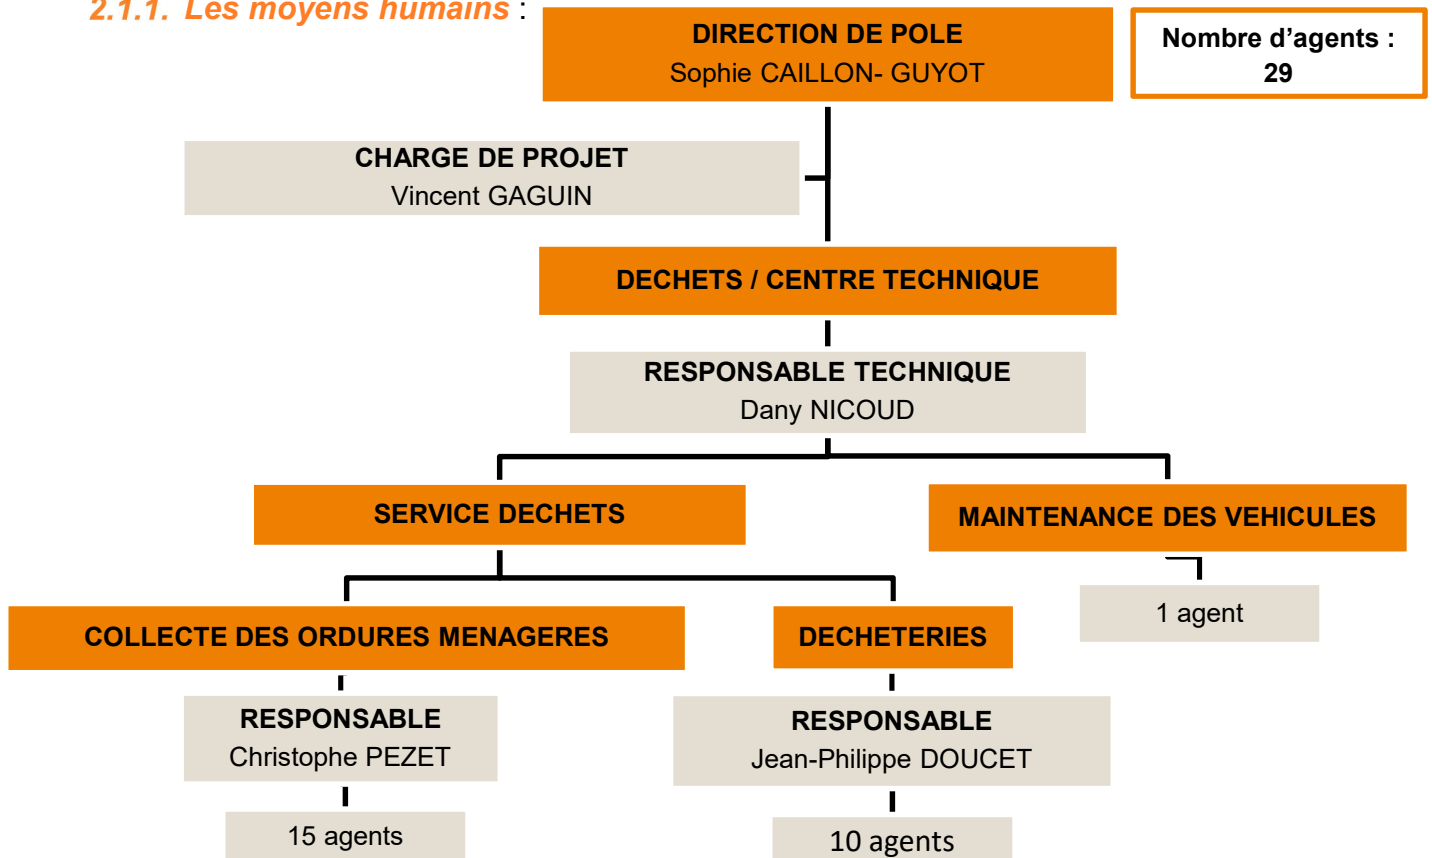 2.1.1. Les moyens humains :
DIRECTION DE POLE
Sophie CAILLON- GUYOT
Nombre d’agents :
29
CHARGE DE PROJET
Vincent GAGUIN
DECHETS / CENTRE TECHNIQUE
RESPONSABLE TECHNIQUE
Dany NICOUD
SERVICE DECHETS
MAINTENANCE DES VEHICULES
1 agent
COLLECTE DES ORDURES MENAGERES
DECHETERIES
RESPONSABLE
Christophe PEZET
RESPONSABLE
Jean-Philippe DOUCET
15 agents
10 agents